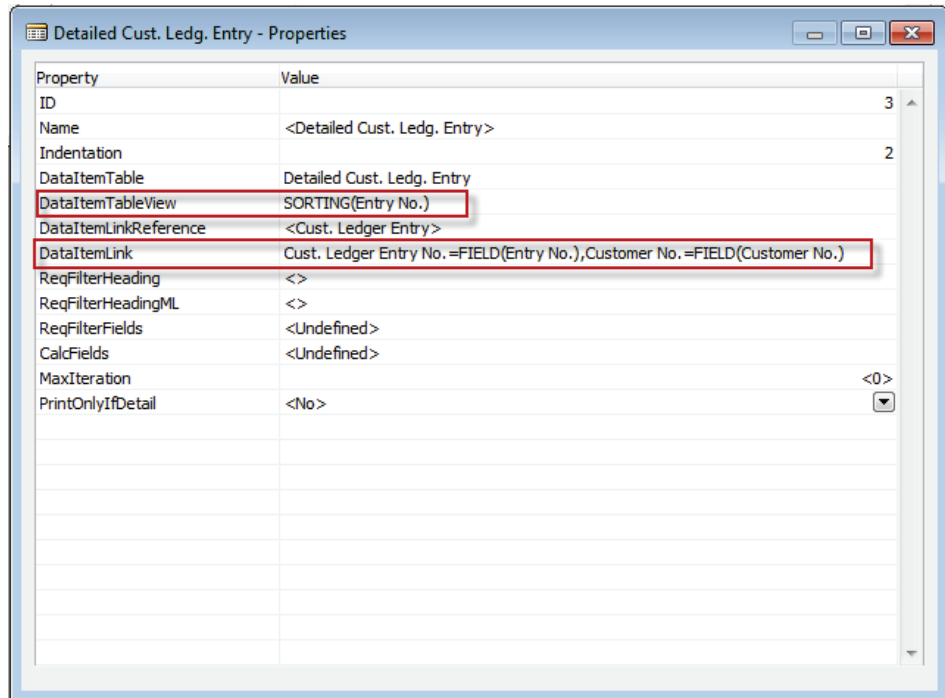 Detailed Cust. Ledg. Entry - Properties
Property Value
ID 3
Name <Detailed Cust. Ledg. Entry>
Indentation 2
DataItemTable Detailed Cust. Ledg. Entry
DataItemTableView SORTING(Entry No.)
DataItemLinkReference <Cust. Ledger Entry>
DataItemLink Cust. Ledger Entry No.=FIELD(Entry No.),Customer No.=FIELD(Customer No.)
ReqFilterHeading <>
ReqFilterHeadingML <>
ReqFilterFields <Undefined>
CalcFields <Undefined>
MaxIteration <0>
PrintOnlyIfDetail <No>